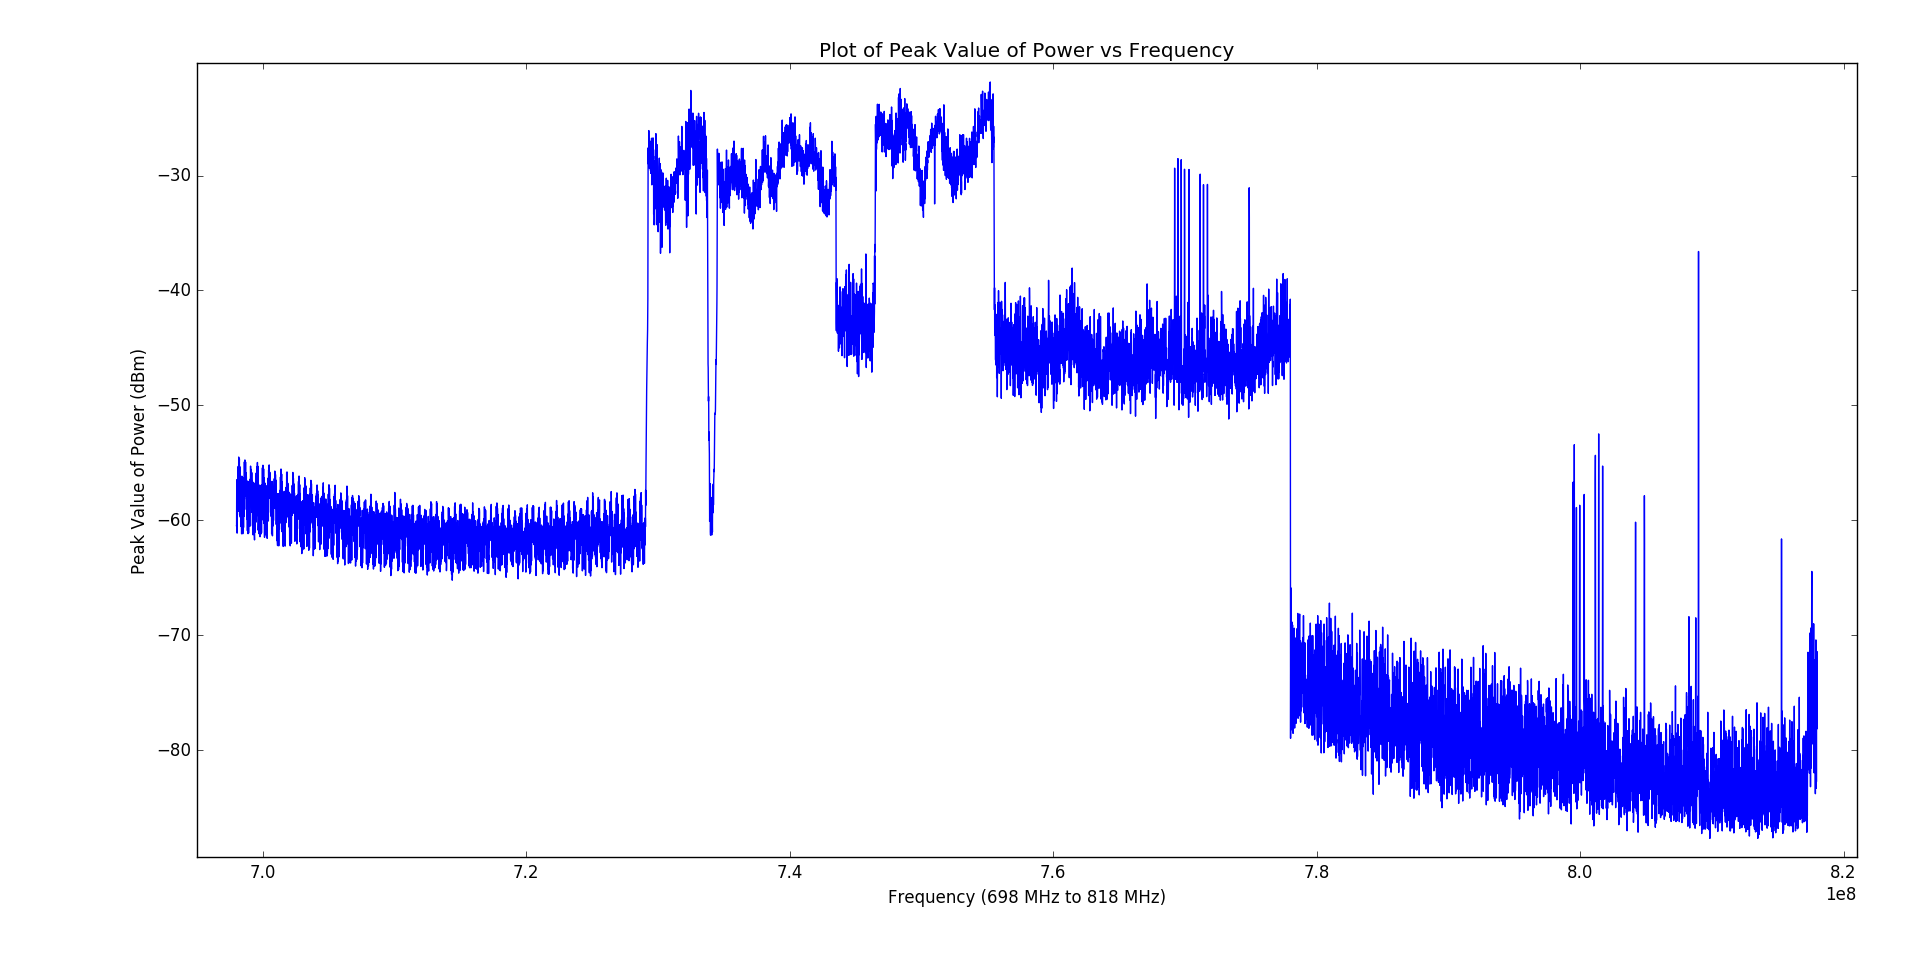 Plot of Peak Value of Power vs Frequency
Peak Value of Power (dBm)
−30
−40
−50
−60
−70
−80
7.0 7.2 7.4 7.6 7.8 8.0 8.2
1e8
Frequency (698 MHz to 818 MHz)